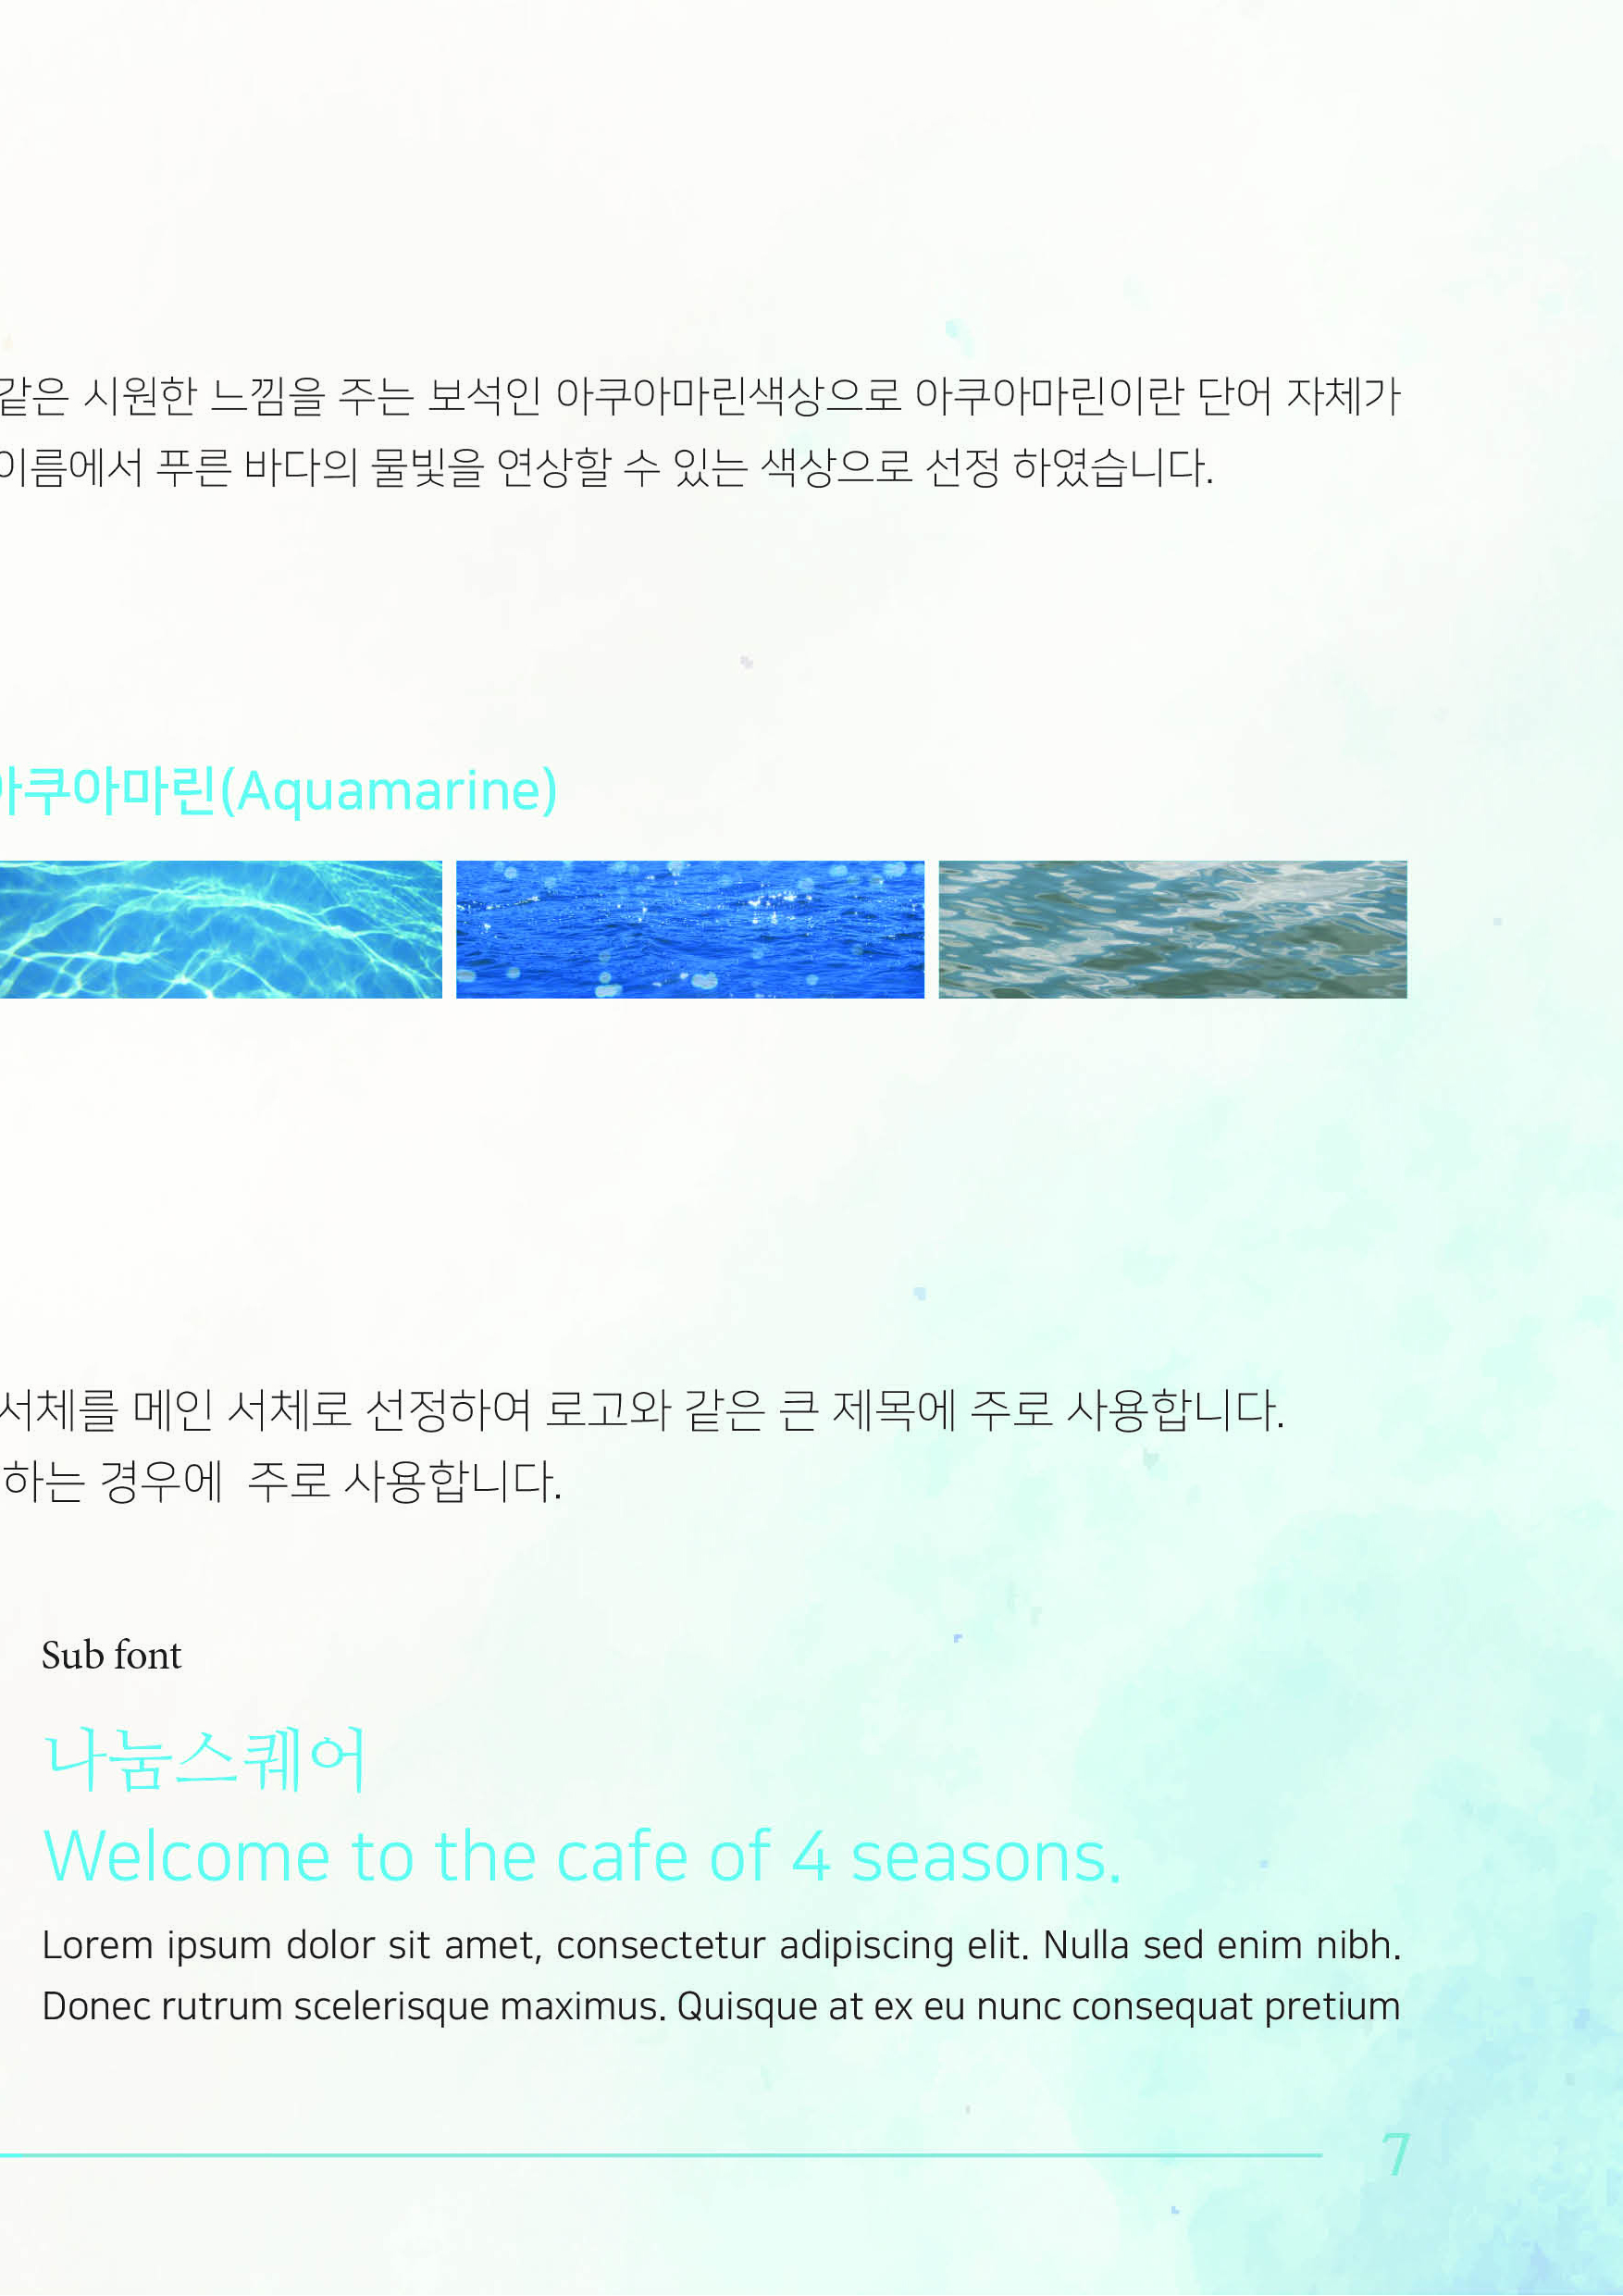 같은 시원한 느낌을 주는 보석인 아쿠아마린색상으로 아쿠아마린이란 단어 자체가
이름에서 푸른 바다의 물빛을 연상할 수 있는 색상으로 선정 하였습니다.
아쿠아마린(Aquamarine)
서체를 메인 서체로 선정하여 로고와 같은 큰 제목에 주로 사용합니다.
하는 경우에 주로 사용합니다.
Sub font
나눔스퀘어
Welcome to the cafe of 4 seasons.
Lorem ipsum dolor sit amet, consectetur adipiscing elit. Nulla sed enim nibh.
Donec rutrum scelerisque maximus. Quisque at ex eu nunc consequat pretium
7